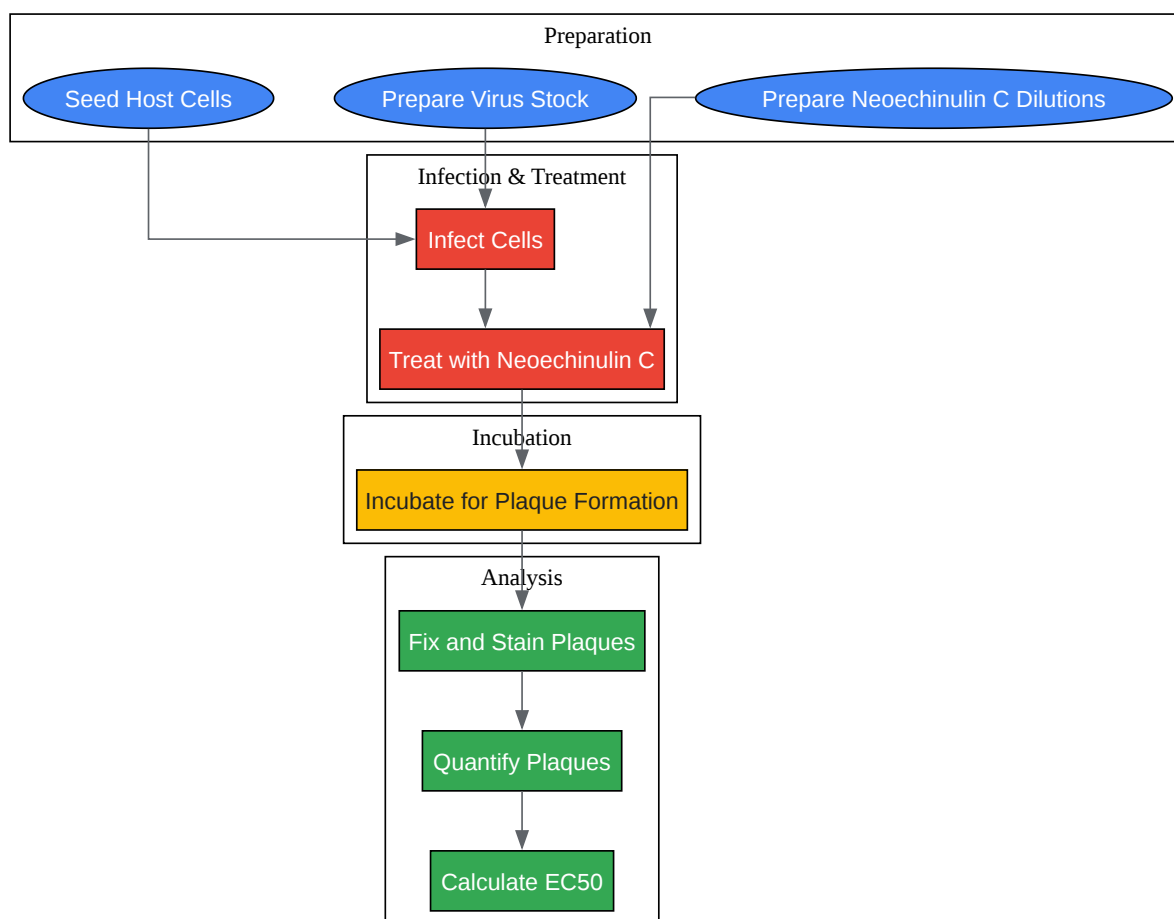 Preparation
Seed Host Cells
Prepare Virus Stock
Prepare Neoechinulin C Dilutions
Infection & Treatment
Infect Cells
Treat with Neoechinulin C
Incubation
Incubate for Plaque Formation
Analysis
Fix and Stain Plaques
Quantify Plaques
Calculate EC50